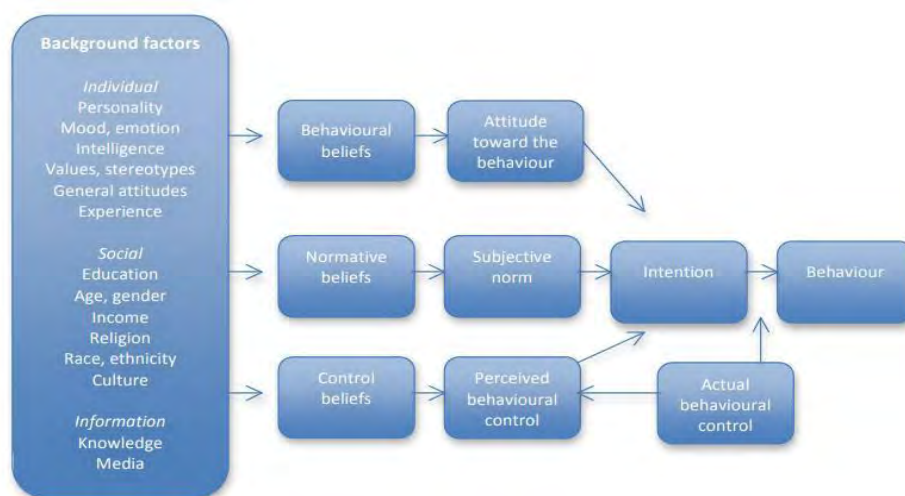 Background factors
Individual
Personality
Mood, emotion
Intelligence
Values, stereotypes
General attitudes
Experience
Social
Education
Age, gender
Income
Religion
Race, ethnicity
Culture
Information
Knowledge
Media
Behavioural
beliefs
Attitude
toward the
behaviour
Normative
beliefs
Subjective
norm
Intention
Behaviour
Control
beliefs
Perceived
behavioural
control
Actual
behavioural
control